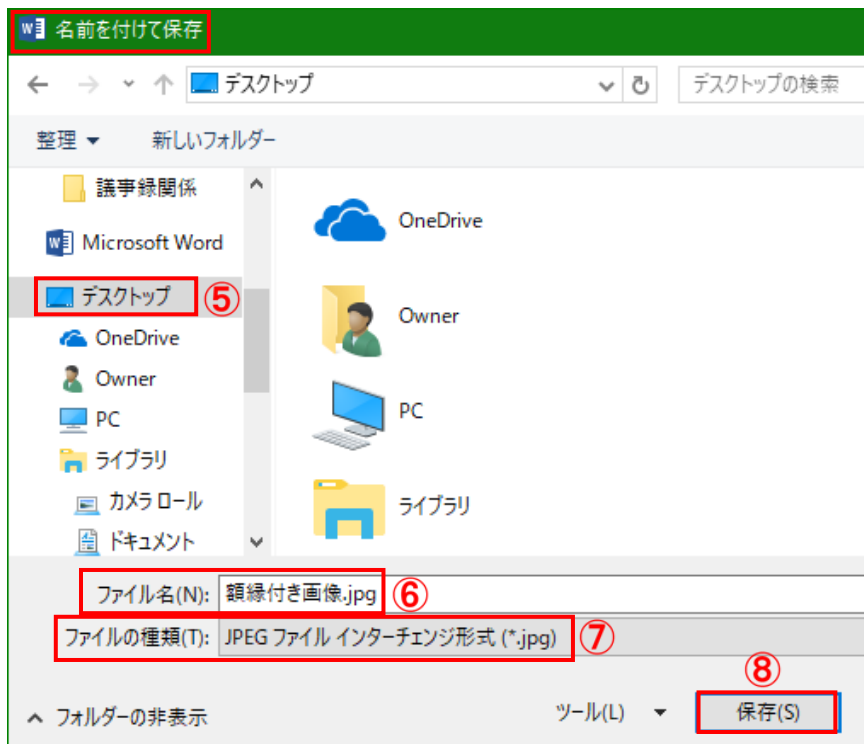 名前を付けて保存
デスクトップ
デスクトップの検索
整理 新しいフォルダー
議事録関係
Microsoft Word
デスクトップ ⑤
OneDrive
Owner
PC
ライブラリ
カメラ ロール
ドキュメント
OneDrive
Owner
PC
ライブラリ
ファイル名(N): 額縁付き画像.jpg ⑥
ファイルの種類(T): JPEG ファイル インターチェンジ形式 (*.jpg) ⑦
⑧
フォルダーの非表示 ツール(L) 保存(S)